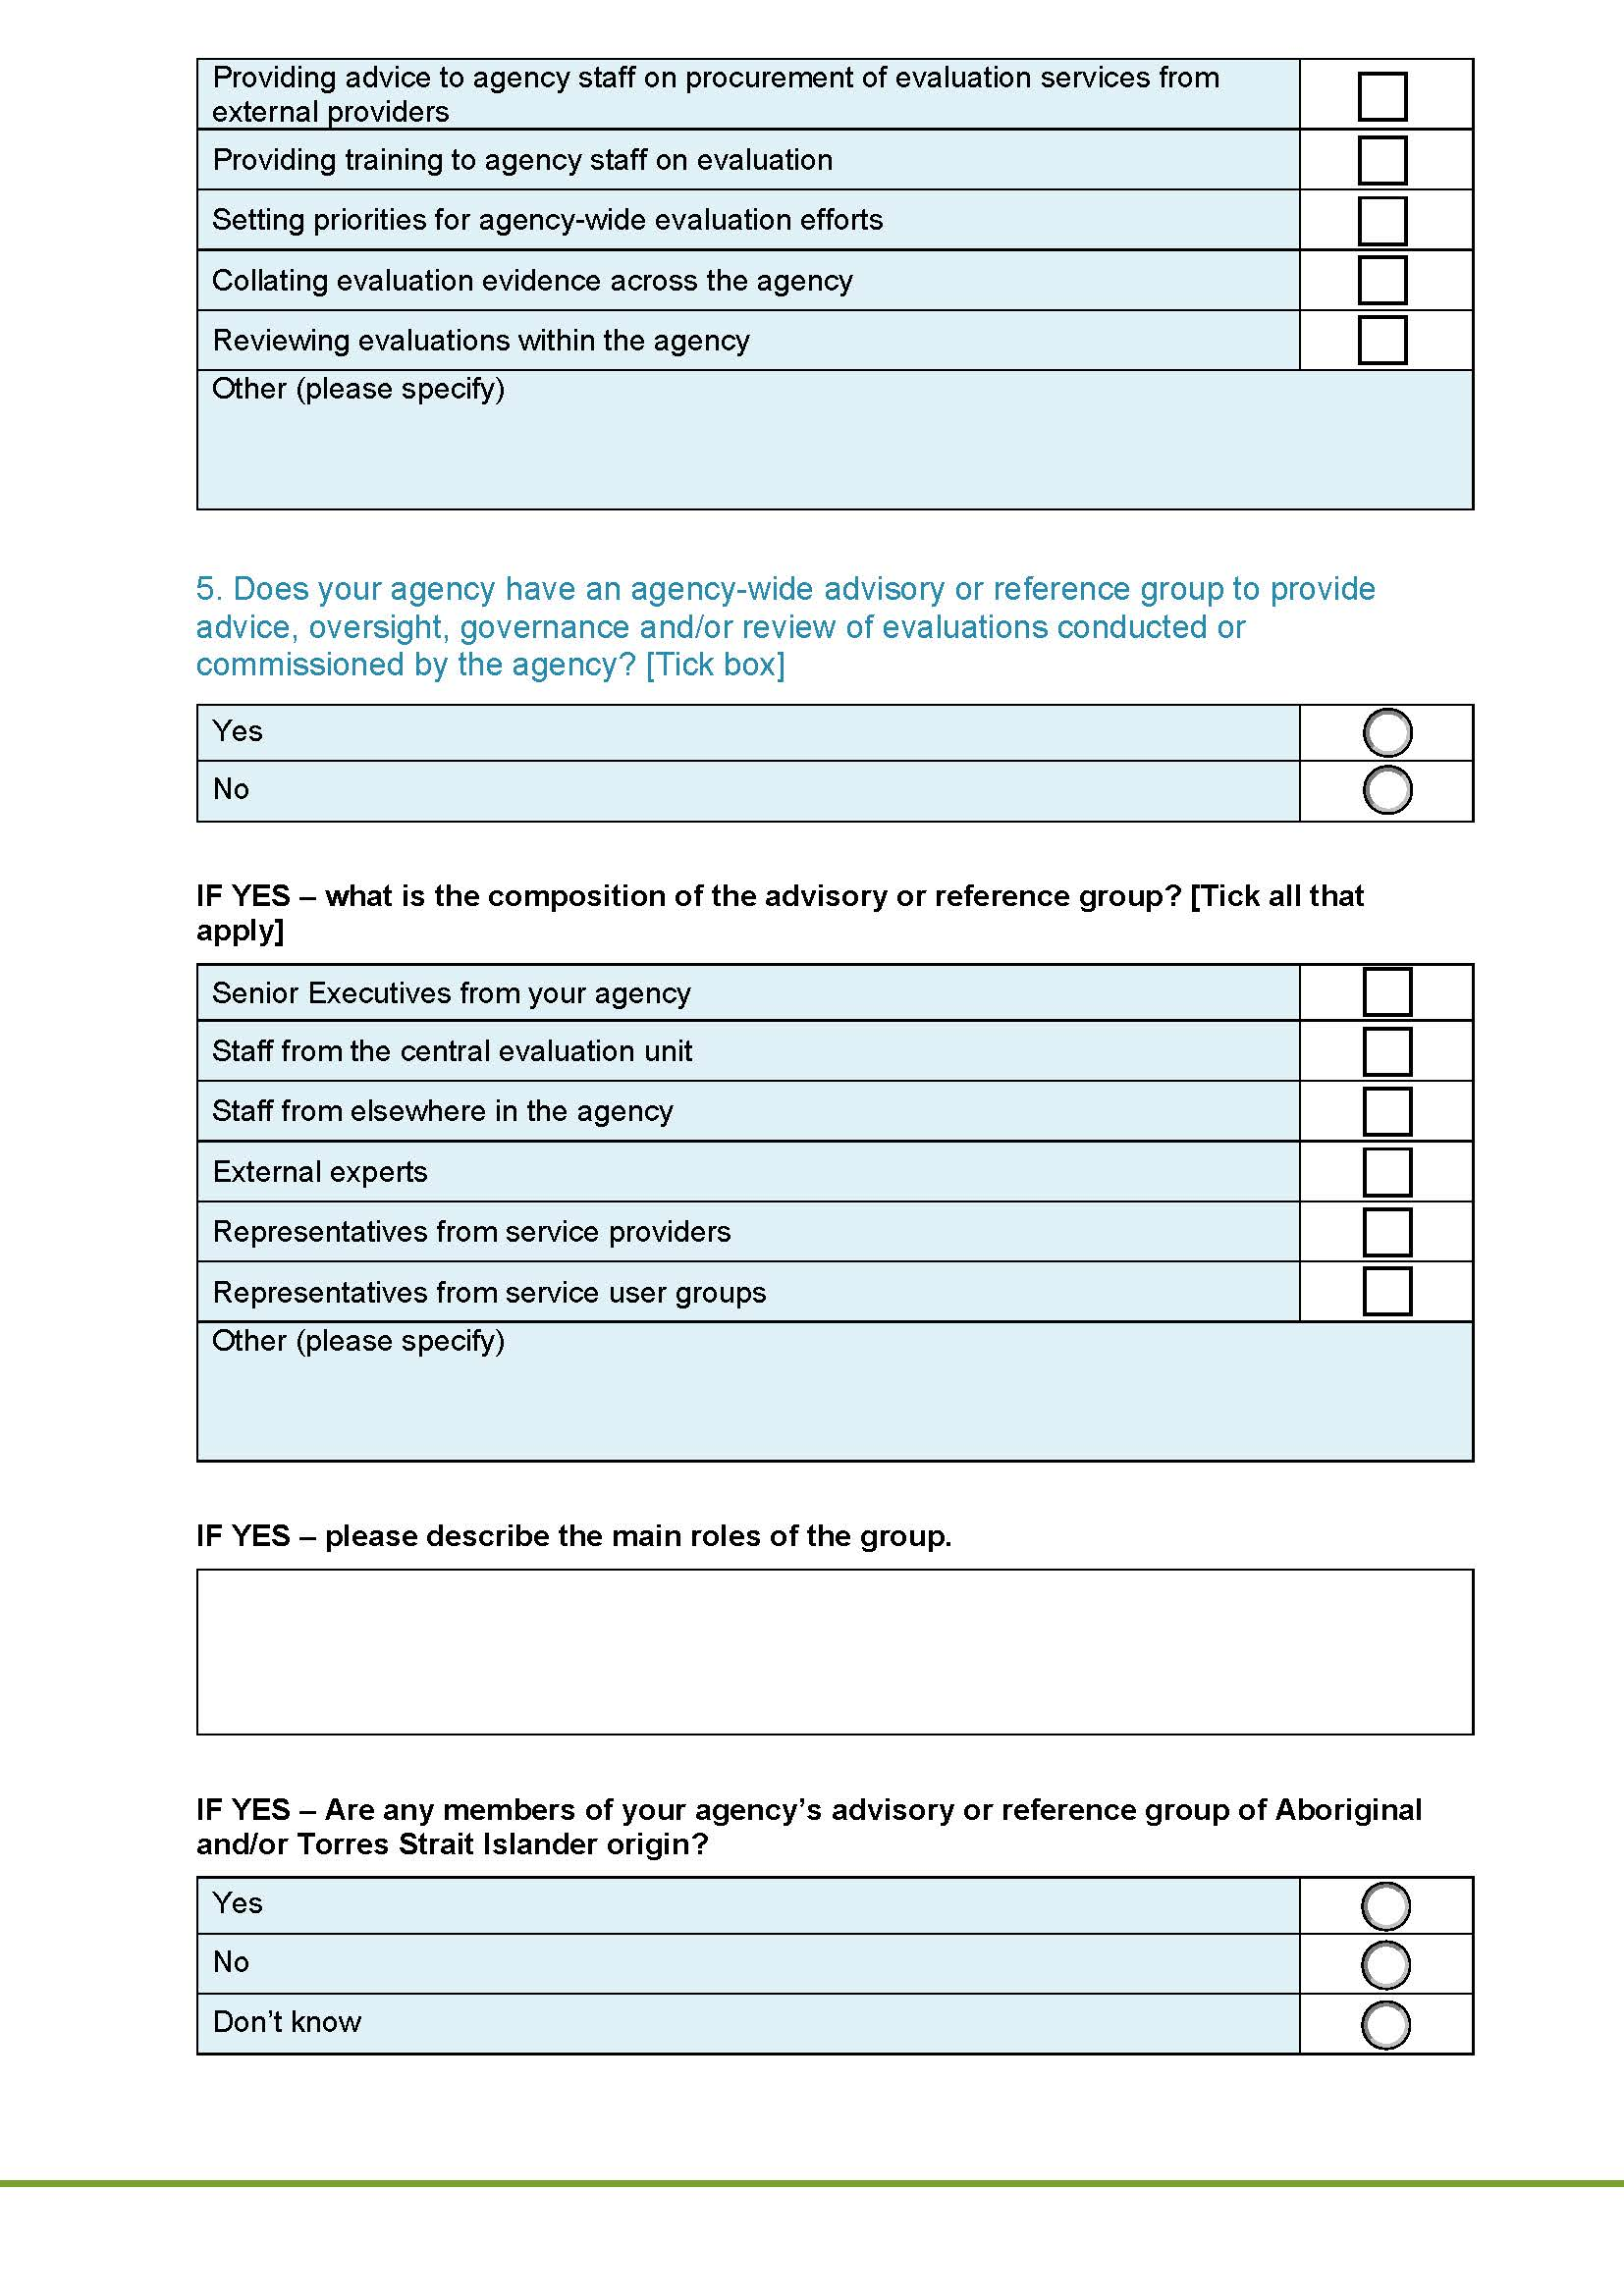 Providing advice to agency staff on procurement of evaluation services from
external providers
Providing training to agency staff on evaluation
Setting priorities for agency-wide evaluation efforts
Collating evaluation evidence across the agency
Reviewing evaluations within the agency
Other (please specify)
5. Does your agency have an agency-wide advisory or reference group to provide
advice, oversight, governance and/or review of evaluations conducted or
commissioned by the agency? [Tick box]
Yes
No
IF YES – what is the composition of the advisory or reference group? [Tick all that
apply]
Senior Executives from your agency
Staff from the central evaluation unit
Staff from elsewhere in the agency
External experts
Representatives from service providers
Representatives from service user groups
Other (please specify)
IF YES – please describe the main roles of the group.
IF YES – Are any members of your agency’s advisory or reference group of Aboriginal
and/or Torres Strait Islander origin?
Yes
No
Don’t know